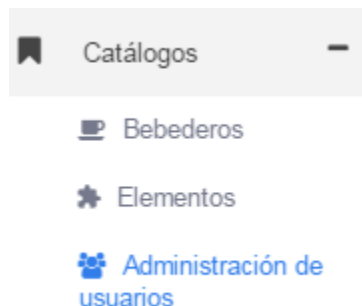 Catálogos
Bebederos
Elementos
Administración de
usuarios